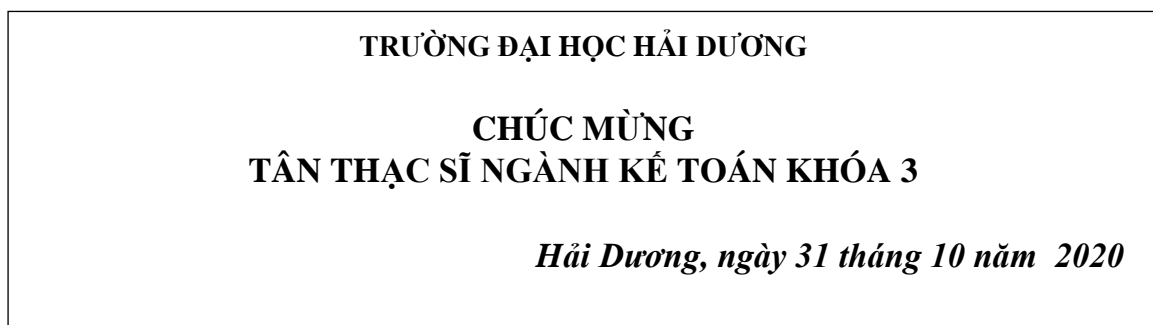 TRƯỜNG ĐẠI HỌC HẢI DƯƠNG
CHÚC MỪNG
TÂN THẠC SĨ NGÀNH KẾ TOÁN KHÓA 3
Hải Dương, ngày 31 tháng 10 năm  2020